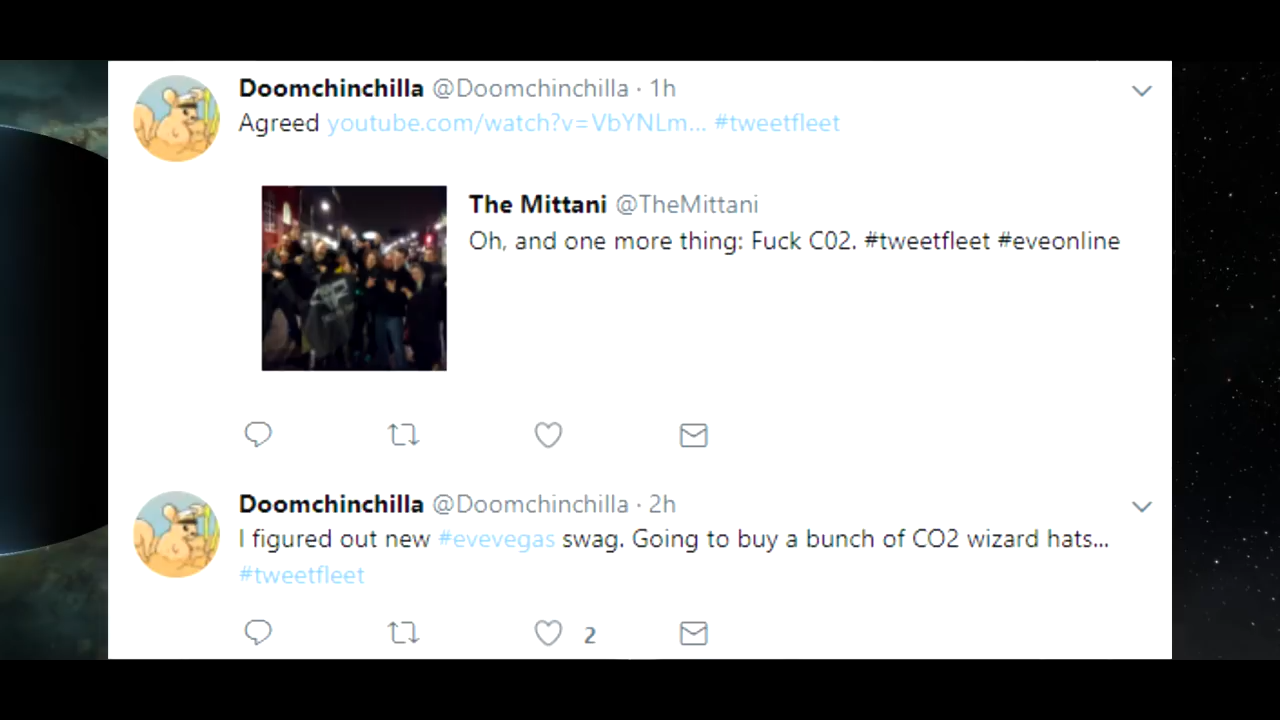 Doomchinchilla @Doomchinchilla · 1h
Agreed youtube.com/watch?v=VbYNLm... #tweetfleet
The Mittani @TheMittani
Oh, and one more thing: Fuck C02. #tweetfleet #eveonline
Doomchinchilla @Doomchinchilla · 2h
I figured out new #evevegas swag. Going to buy a bunch of CO2 wizard hats...
#tweetfleet
2